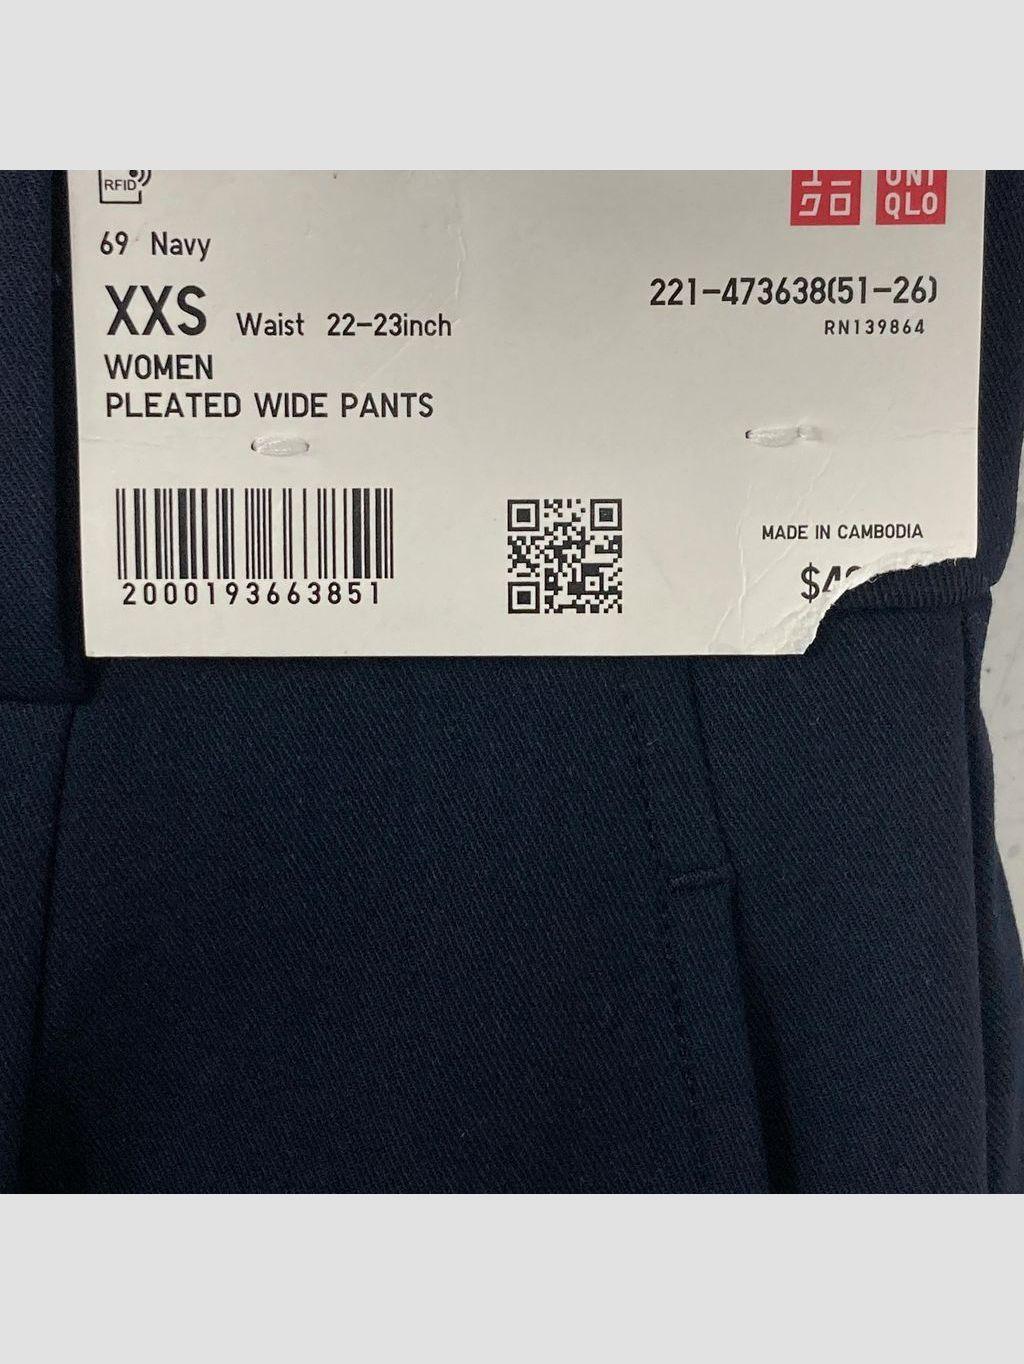 RFID
ユニ
クロ
UNI
QLO
69 Navy
XXS Waist 22-23inch
221-473638(51-26)
RN139864
WOMEN
PLEATED WIDE PANTS
2000193663851
MADE IN CAMBODIA
$4